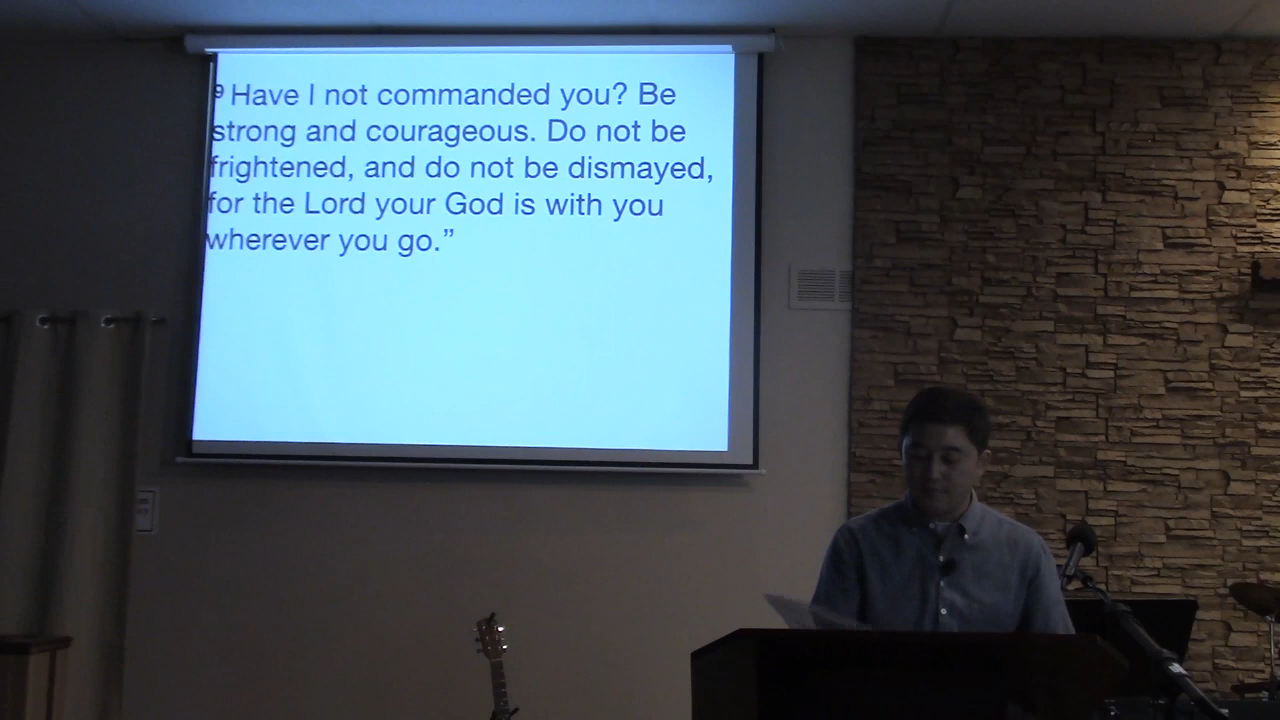 9 Have I not commanded you? Be
strong and courageous. Do not be
frightened, and do not be dismayed,
for the Lord your God is with you
wherever you go.”